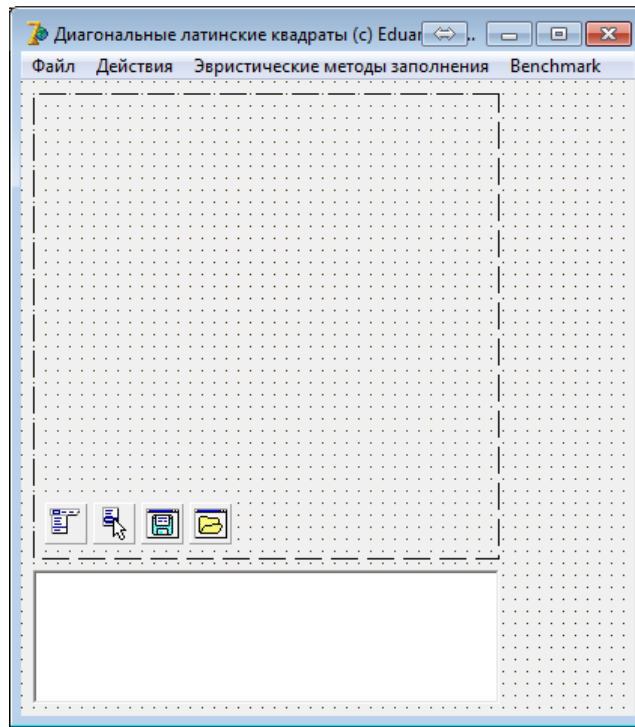 Диагональные латинские квадраты (c) Eduar ..
Файл Действия Эвристические методы заполнения Benchmark